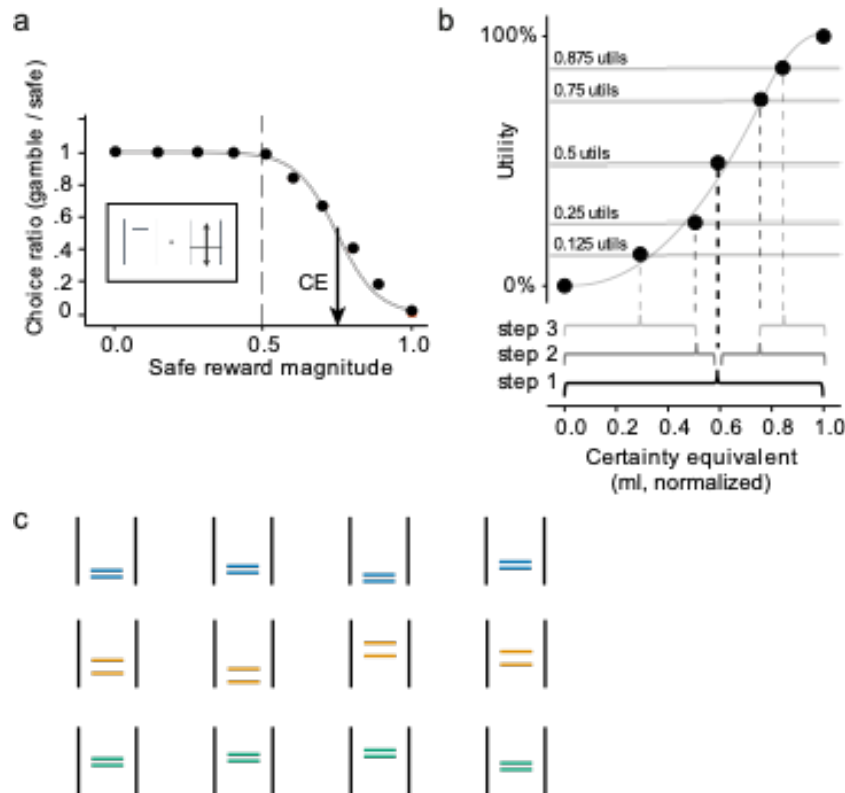 a
Choice ratio (gamble / safe)
1
.8
.6
.4
.2
0
CE
0.0 0.5 1.0
Safe reward magnitude
b
Utility
100%
0.875 utils
0.75 utils
0.5 utils
0.25 utils
0.125 utils
0%
step 3
step 2
step 1
0.0 0.2 0.4 0.6 0.8 1.0
Certainty equivalent
(ml, normalized)
c